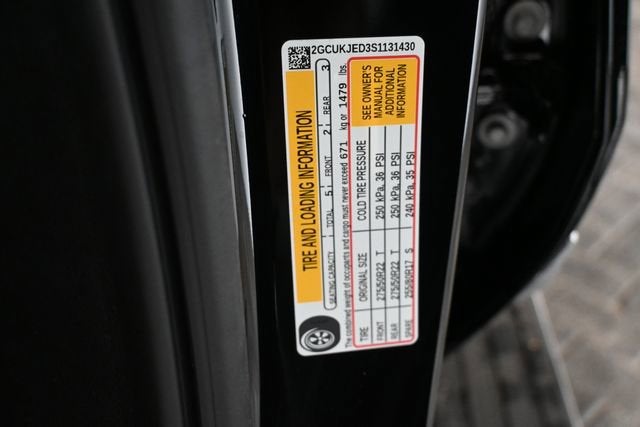 2GCUKJED3S1131430
TIRE AND LOADING INFORMATION
SEATING CAPACITY TOTAL 5 FRONT 2 REAR 3
The combined weight of occupants and cargo must never exceed 671 kg or 1479 lbs.
TIRE ORIGINAL SIZE COLD TIRE PRESSURE
FRONT 275/50R22 T 250 kPa, 36 PSI
REAR 275/50R22 T 250 kPa, 36 PSI
SPARE 255/80R17 S 240 kPa, 35 PSI
SEE OWNER'S
MANUAL FOR
ADDITIONAL
INFORMATION